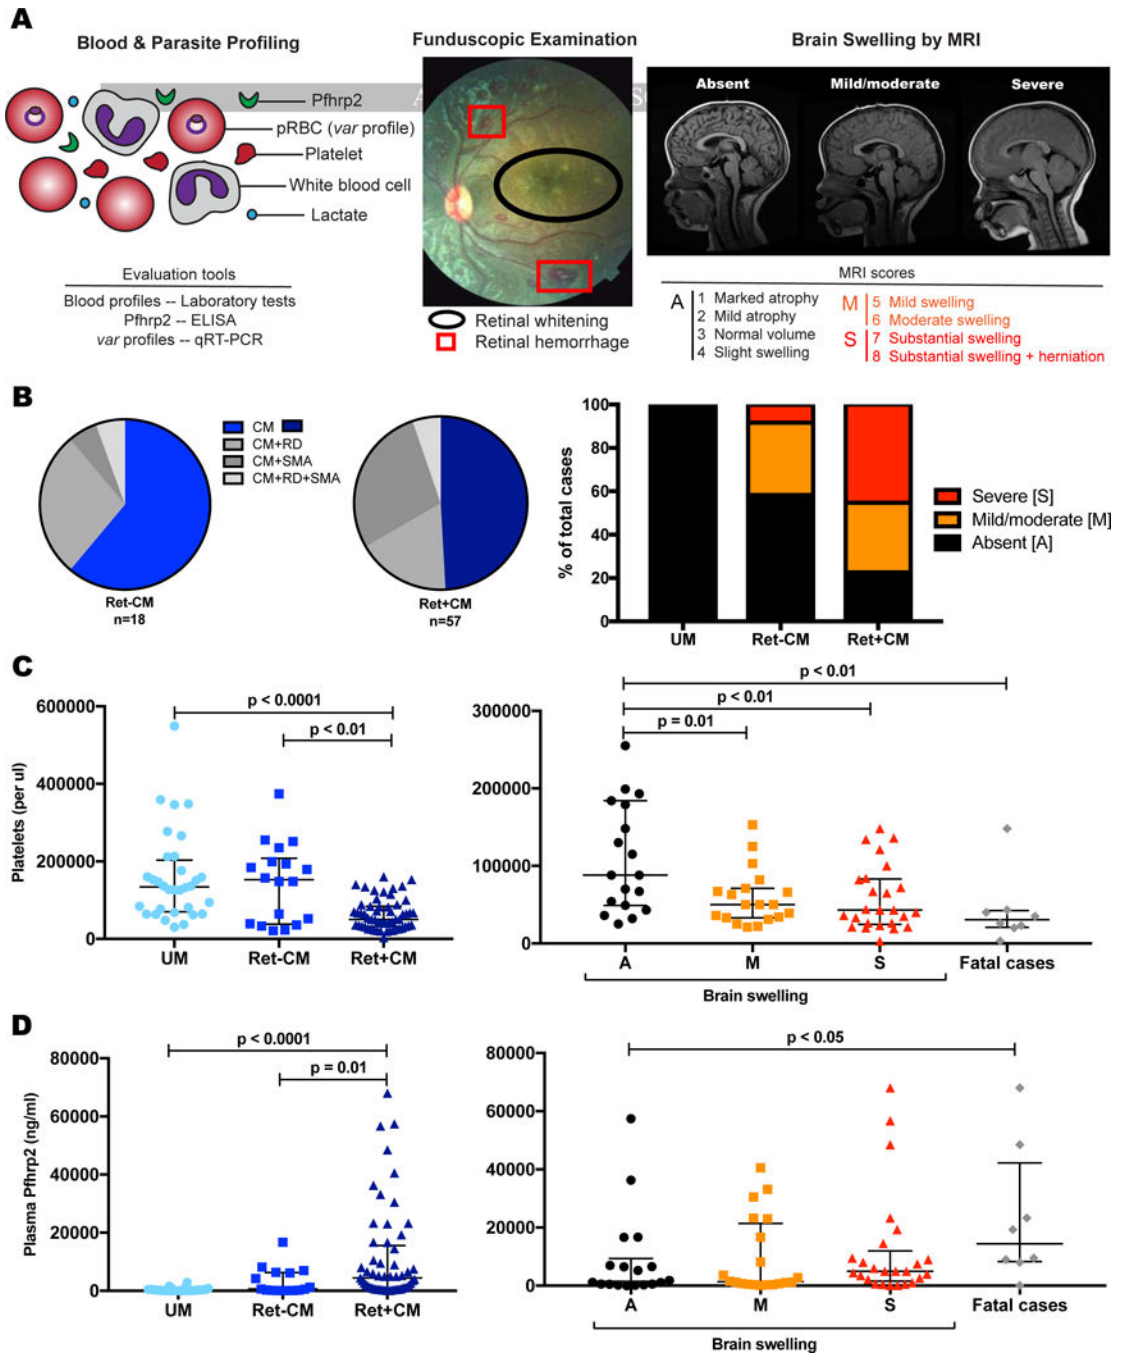 A
Blood & Parasite Profiling
Pfhrp2
pRBC (var profile)
Platelet
White blood cell
Lactate
Evaluation tools
Blood profiles -- Laboratory tests
Pfhrp2 -- ELISA
var profiles -- qRT-PCR
Funduscopic Examination
Retinal whitening
Retinal hemorrhage
Brain Swelling by MRI
Absent
Mild/moderate
Severe
MRI scores
A
1 Marked atrophy
2 Mild atrophy
3 Normal volume
4 Slight swelling
M
5 Mild swelling
6 Moderate swelling
S
7 Substantial swelling
8 Substantial swelling + herniation
B
CM
CM+RD
CM+SMA
CM+RD+SMA
Ret-CM
n=18
Ret+CM
n=57
% of total cases
100
80
60
40
20
0
UM
Ret-CM
Ret+CM
Severe [S]
Mild/moderate [M]
Absent [A]
C
Platelets (per ul)
600000
400000
200000
0
p < 0.0001
p < 0.01
UM
Ret-CM
Ret+CM
300000
200000
100000
0
p < 0.01
p < 0.01
p = 0.01
A
M
S
Fatal cases
Brain swelling
D
Plasma Pfhrp2 (ng/ml)
80000
60000
40000
20000
0
p < 0.0001
p = 0.01
UM
Ret-CM
Ret+CM
80000
60000
40000
20000
0
p < 0.05
A
M
S
Fatal cases
Brain swelling